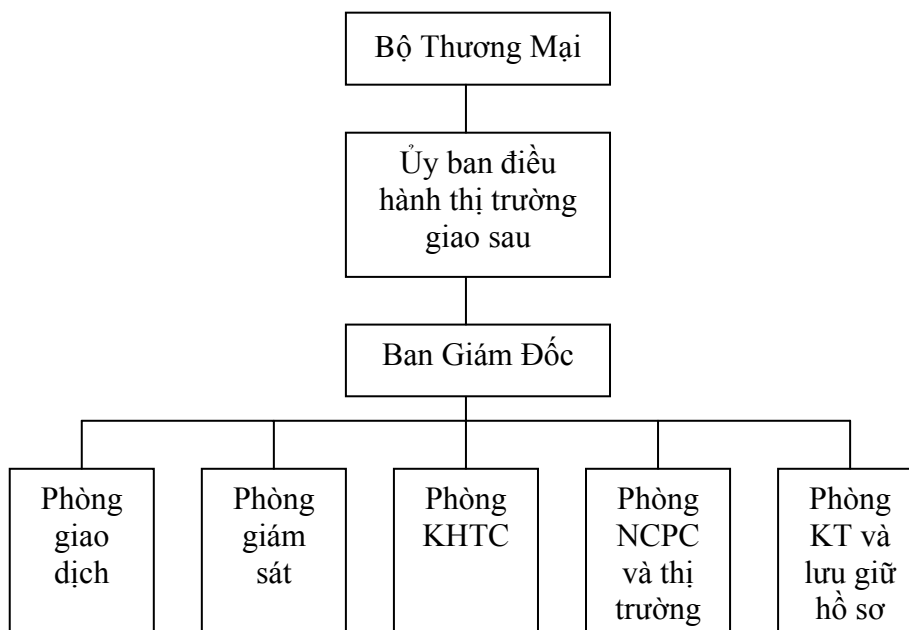 Bộ Thương Mại
Ủy ban điều
hành thị trường
giao sau
Ban Giám Đốc
Phòng
giao
dịch
Phòng
giám
sát
Phòng
KHTC
Phòng
NCPC
và thị
trường
Phòng
KT và
lưu giữ
hồ sơ